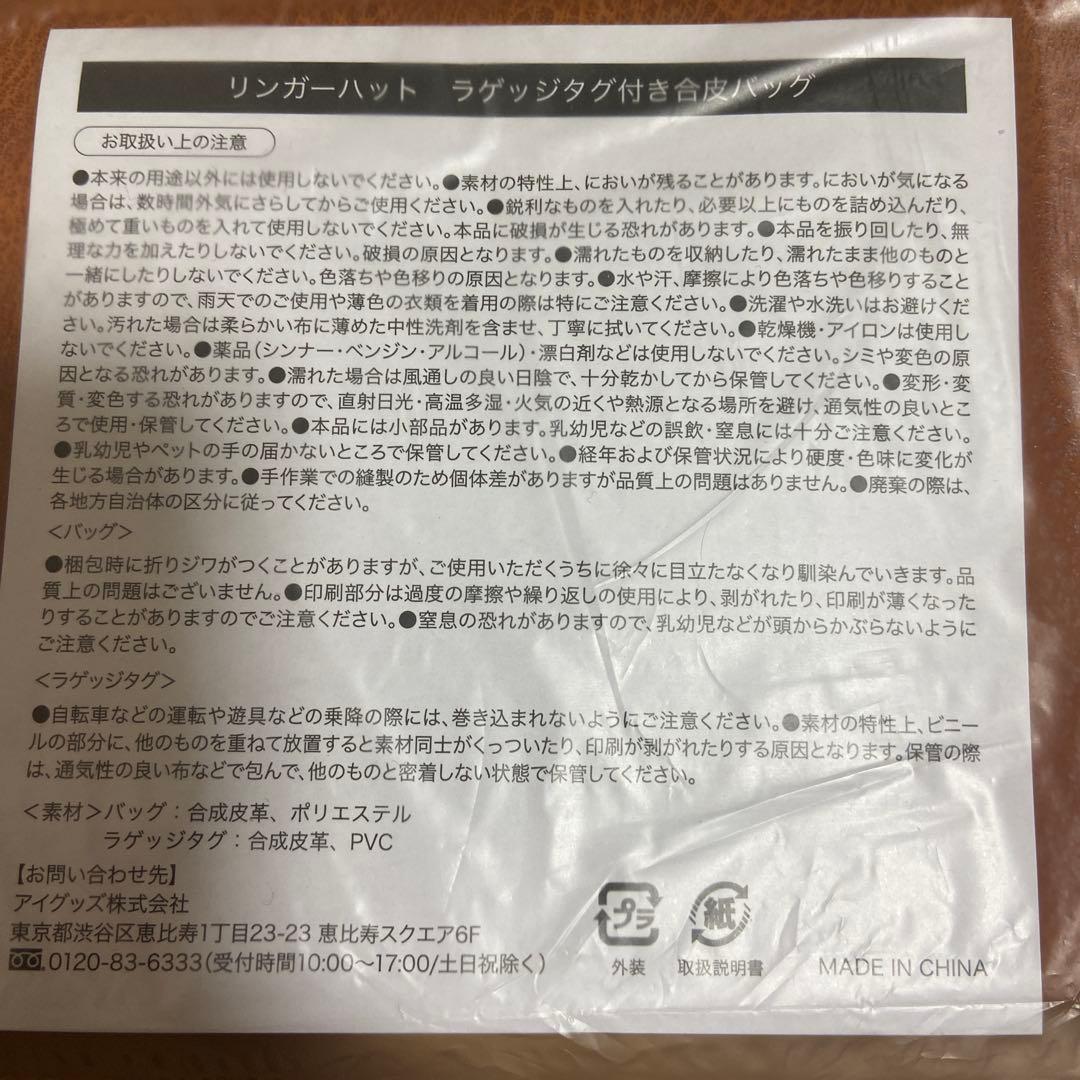 リンガーハット　ラゲッジタグ付き合皮バッグ
お取扱い上の注意
●本来の用途以外には使用しないでください。●素材の特性上、においが残ることがあります。においが気になる
場合は、数時間外気にさらしてからご使用ください。●鋭利なものを入れたり、必要以上にものを詰め込んだり、
極めて重いものを入れて使用しないでください。本品に破損が生じる恐れがあります。●本品を振り回したり、無
理な力を加えたりしないでください。破損の原因となります。●濡れたものを収納したり、濡れたまま他のものと
一緒にしたりしないでください。色落ちや色移りの原因となります。●水や汗、摩擦により色落ちや色移りすること
がありますので、雨天でのご使用や薄色の衣類を着用の際は特にご注意ください。●洗濯や水洗いはお避けくだ
さい。汚れた場合は柔らかい布に薄めた中性洗剤を含ませ、丁寧に拭いてください。●乾燥機・アイロンは使用し
ないでください。●薬品（シンナー・ベンジン・アルコール）・漂白剤などは使用しないでください。シミや変色の原
因となる恐れがあります。●濡れた場合は風通しの良い日陰で、十分乾かしてから保管してください。●変形・変
質・変色する恐れがありますので、直射日光・高温多湿・火気の近くや熱源となる場所を避け、通気性の良いとこ
ろで使用・保管してください。●本品には小部品があります。乳幼児などの誤飲・窒息には十分ご注意ください。
●乳幼児やペットの手の届かないところで保管してください。●経年および保管状況により硬度・色味に変化が
生じる場合があります。●手作業での縫製のため個体差がありますが品質上の問題はありません。●廃棄の際は、
各地方自治体の区分に従ってください。
＜バッグ＞
●梱包時に折りジワがつくことがありますが、ご使用いただくうちに徐々に目立たなくなり馴染んでいきます。品
質上の問題はございません。●印刷部分は過度の摩擦や繰り返しの使用により、剥がれたり、印刷が薄くなった
りすることがありますのでご注意ください。●窒息の恐れがありますので、乳幼児などが頭からかぶらないように
ご注意ください。
＜ラゲッジタグ＞
●自転車などの運転や遊具などの乗降の際には、巻き込まれないようにご注意ください。●素材の特性上、ビニー
ルの部分に、他のものを重ねて放置すると素材同士がくっついたり、印刷が剥がれたりする原因となります。保管の際
は、通気性の良い布などで包んで、他のものと密着しない状態で保管してください。
＜素材＞バッグ：合成皮革、ポリエステル
ラゲッジタグ：合成皮革、PVC
【お問い合わせ先】
アイグッズ株式会社
東京都渋谷区恵比寿1丁目23-23 恵比寿スクエア6F
0120-83-6333（受付時間10:00〜17:00/土日祝除く）
プラ
外装
紙
取扱説明書
MADE IN CHINA